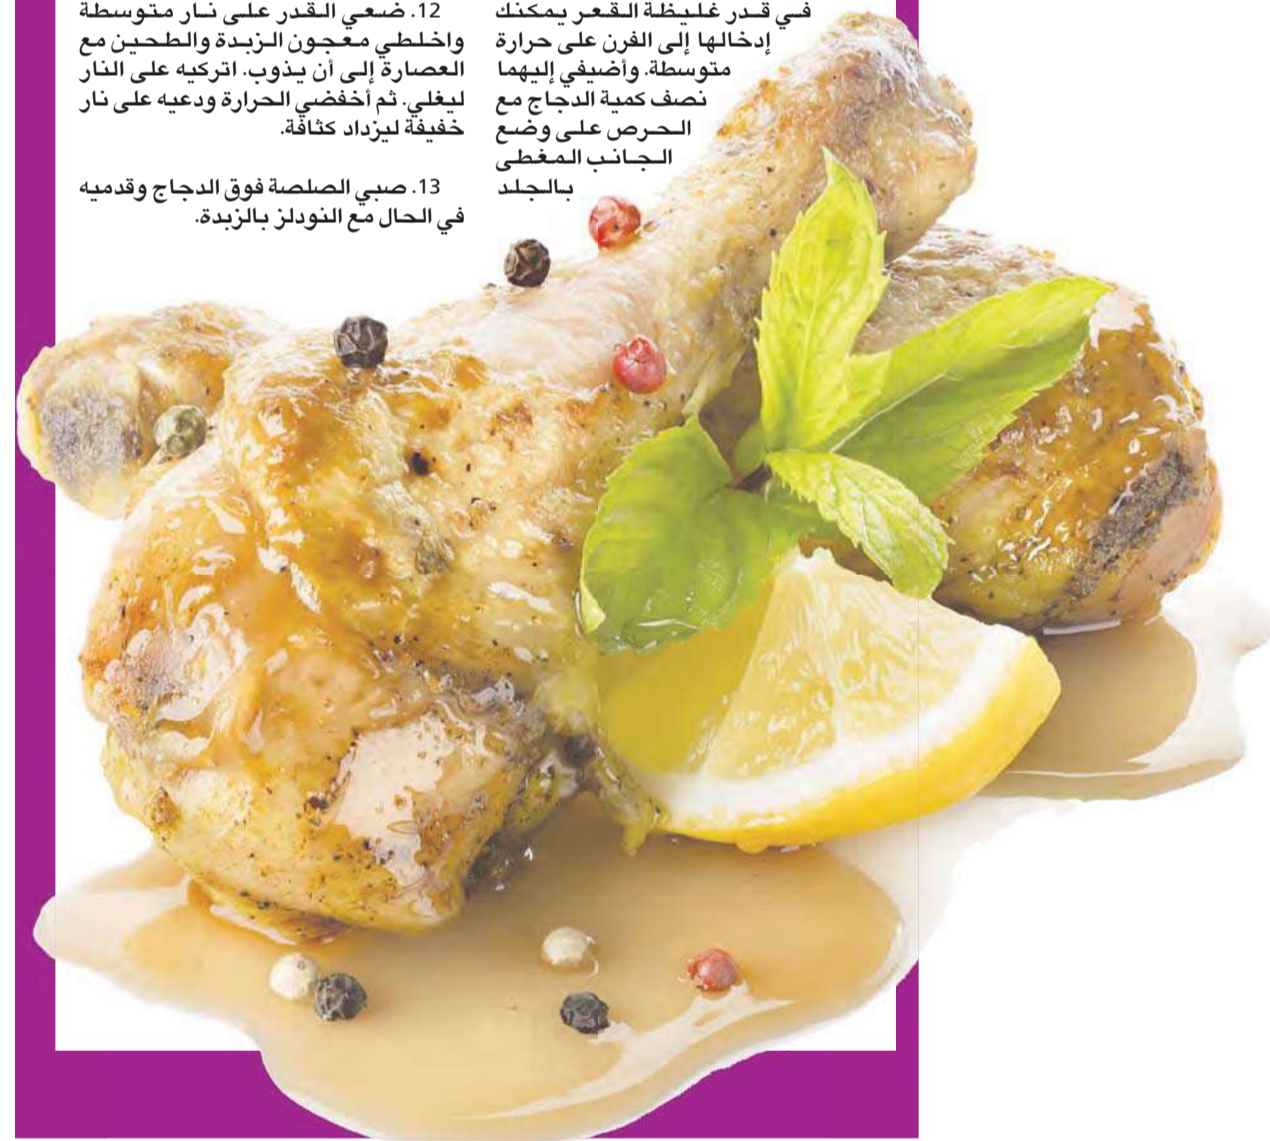 في قدر غليظة القعر يمكنك
إدخالها إلى الفرن على حرارة
متوسطة. وأضيفي إليهما
نصف كمية الدجاج مع
الحرص على وضع
الجانب المغطى
بالجلد
12. ضعي القدر على نار متوسطة
واخلطي معجون الزبدة والطحين مع
العصارة إلى أن يذوب. اتركيه على النار
ليغلي. ثم أخفضي الحرارة ودعيه على نار
خفيفة ليزداد كثافة.
13. صبي الصلصة فوق الدجاج وقدميه
في الحال مع النودلز بالزبدة.